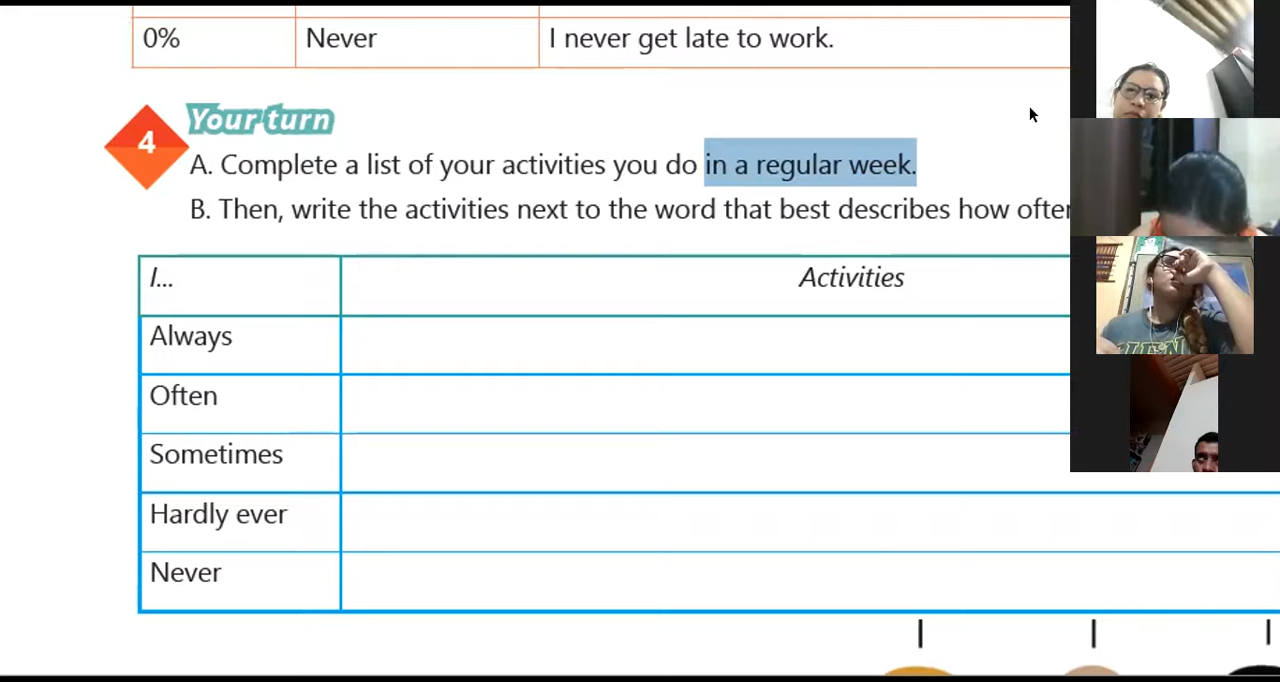 0% Never I never get late to work.
Your turn
4
A. Complete a list of your activities you do in a regular week.
B. Then, write the activities next to the word that best describes how often
I... Activities
Always
Often
Sometimes
Hardly ever
Never